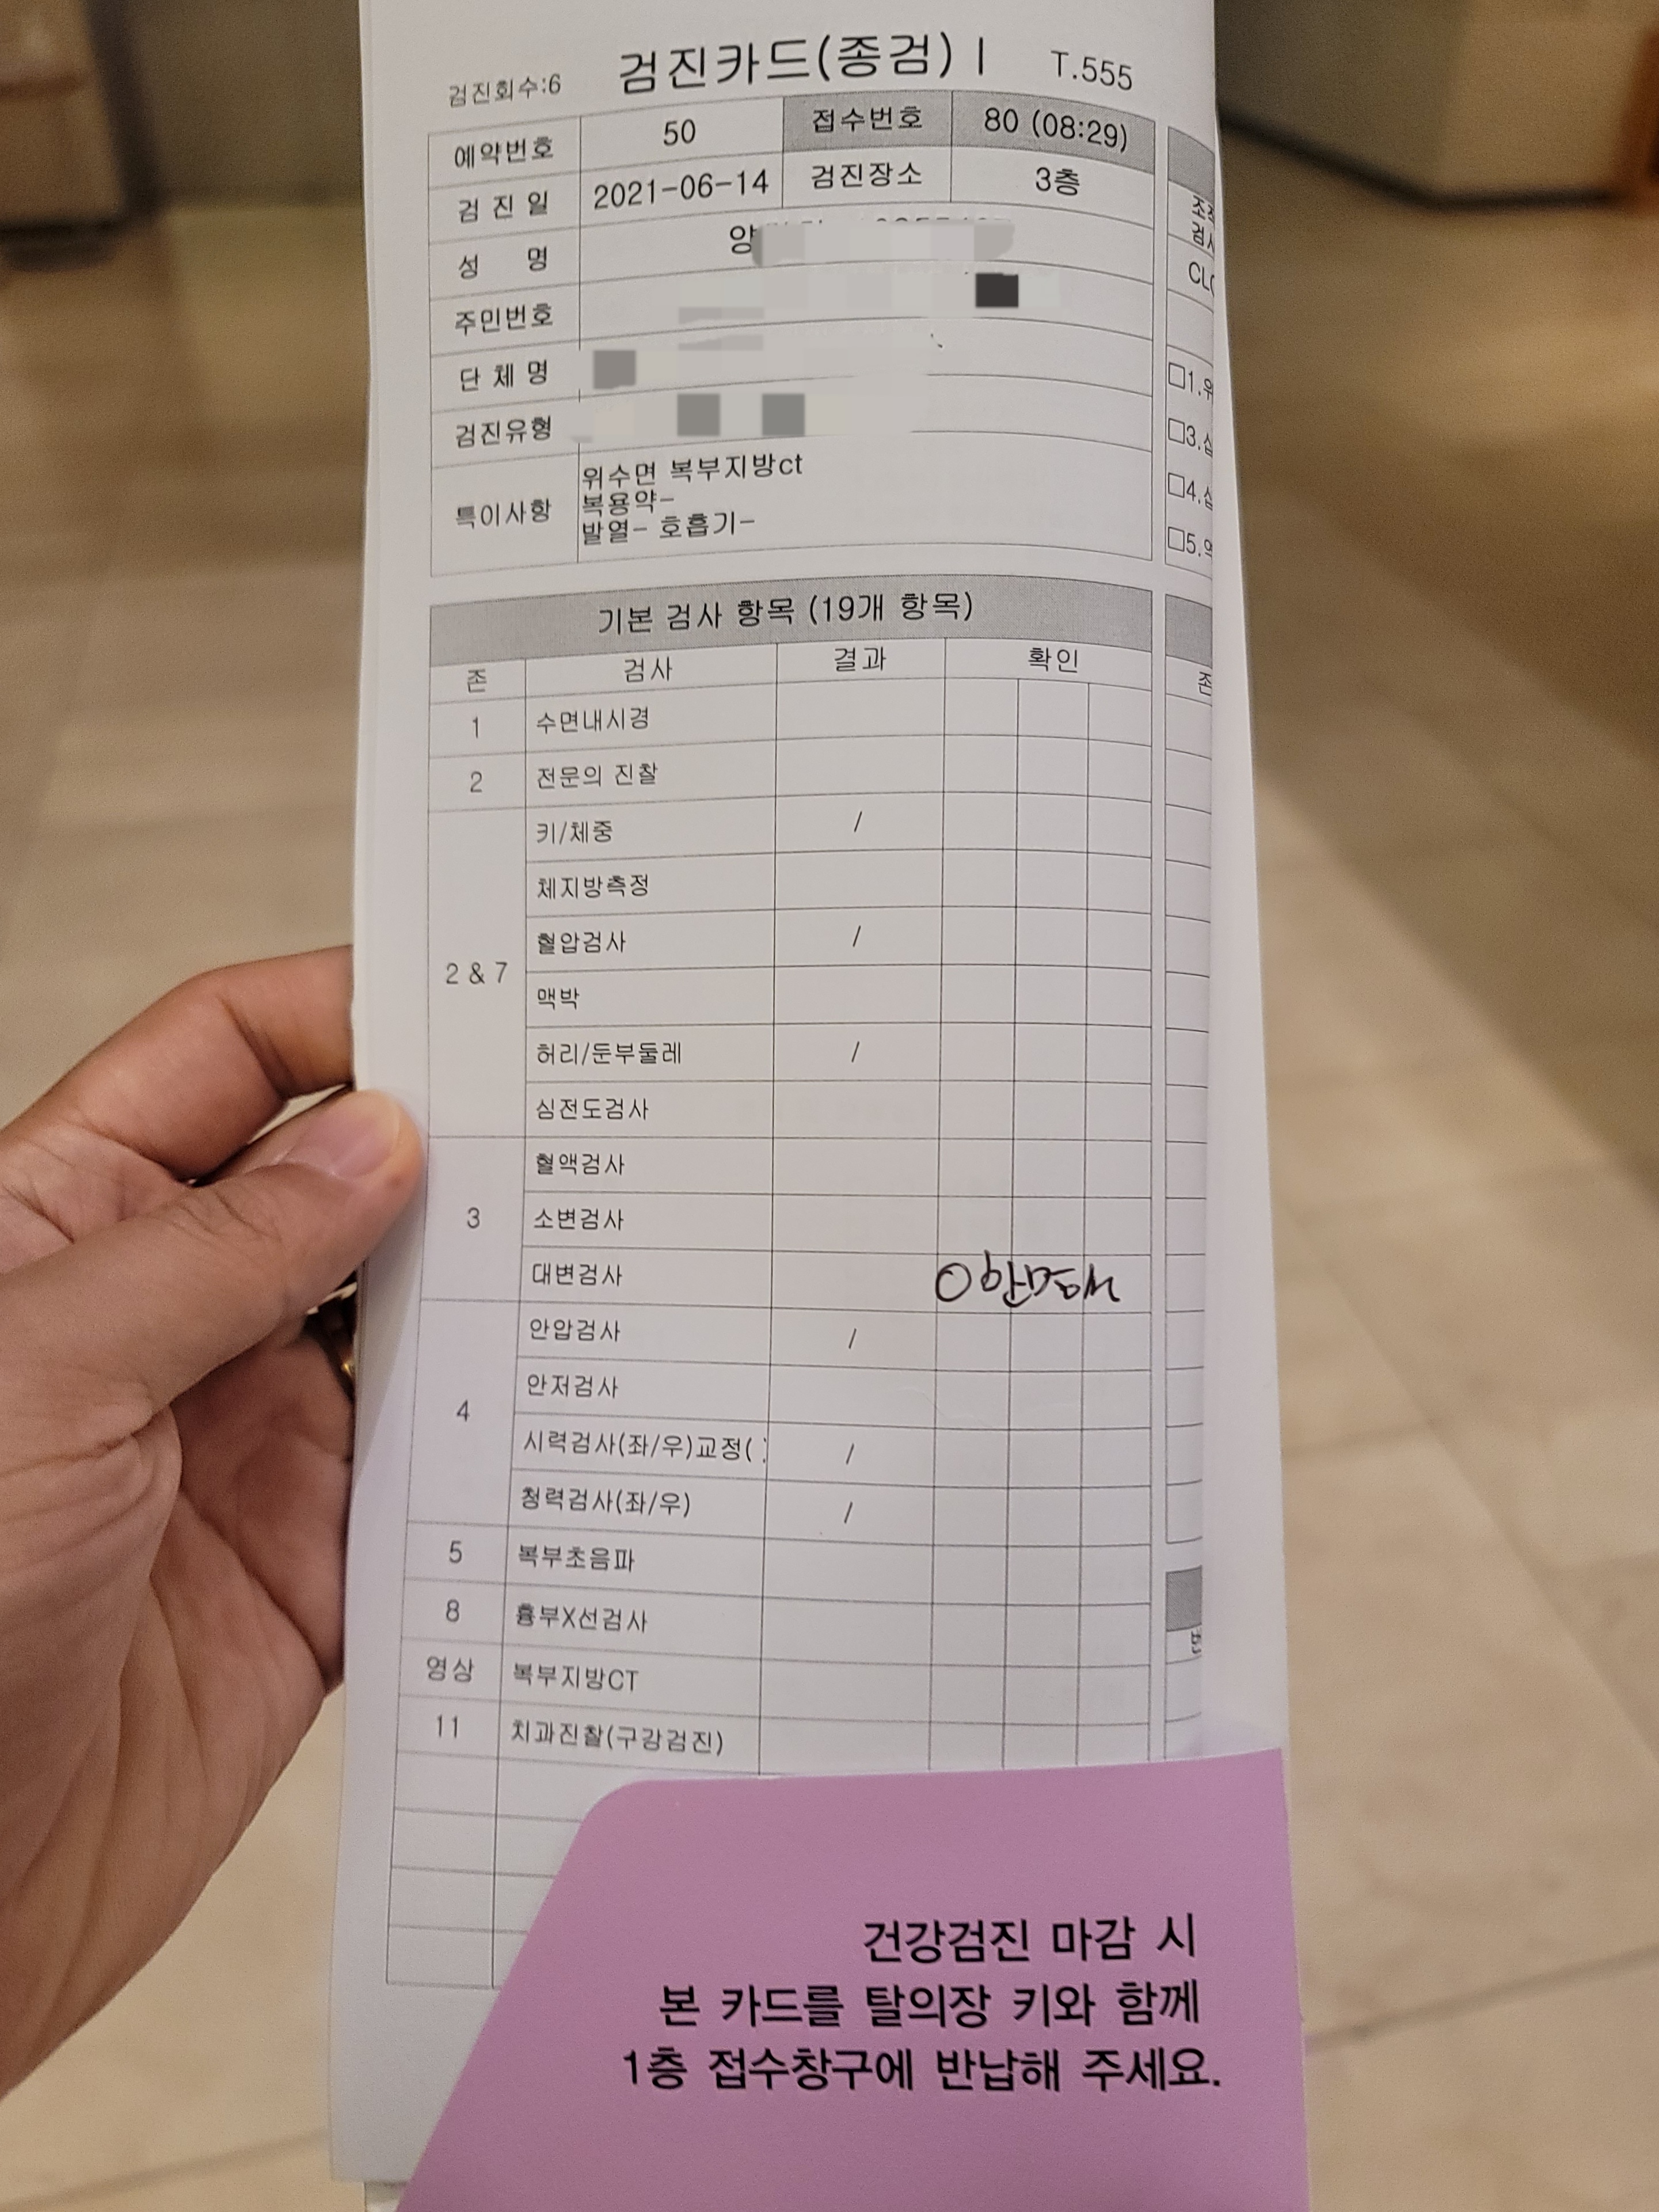 검진회수:6 검진카드(종검) I T.555
예약번호 50 접수번호 80 (08:29)
검 진 일 2021-06-14 검진장소 3층
성 명 양
주민번호
단 체 명
검진유형
특이사항
위수면 복부지방ct
복용약-
발열- 호흡기-
기본 검사 항목 (19개 항목)
존 검사 결과 확인
1 수면내시경
2 전문의 진찰
2 & 7
키/체중 /
체지방측정
혈압검사 /
맥박
허리/둔부둘레 /
심전도검사
3
혈액검사
소변검사
대변검사
4
안압검사 /
안저검사
시력검사(좌/우)교정( /
청력검사(좌/우) /
5 복부초음파
8 흉부X선검사
영상 복부지방CT
11 치과진찰(구강검진)
검사
□1.위
□3.
□4.
□5.
존
건강검진 마감 시
본 카드를 탈의장 키와 함께
1층 접수창구에 반납해 주세요.